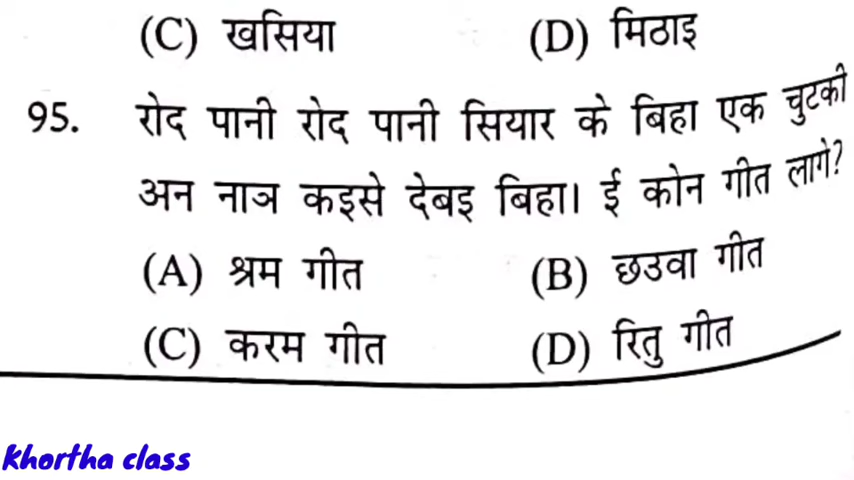 (C) खसिया (D) मिठाइ
95. रोद पानी रोद पानी सियार के बिहा एक चुटकी
अन नाञ कइसे देबइ बिहा। ई कोन गीत लागे?
(A) श्रम गीत (B) छउवा गीत
(C) करम गीत (D) रितु गीत
Khortha class